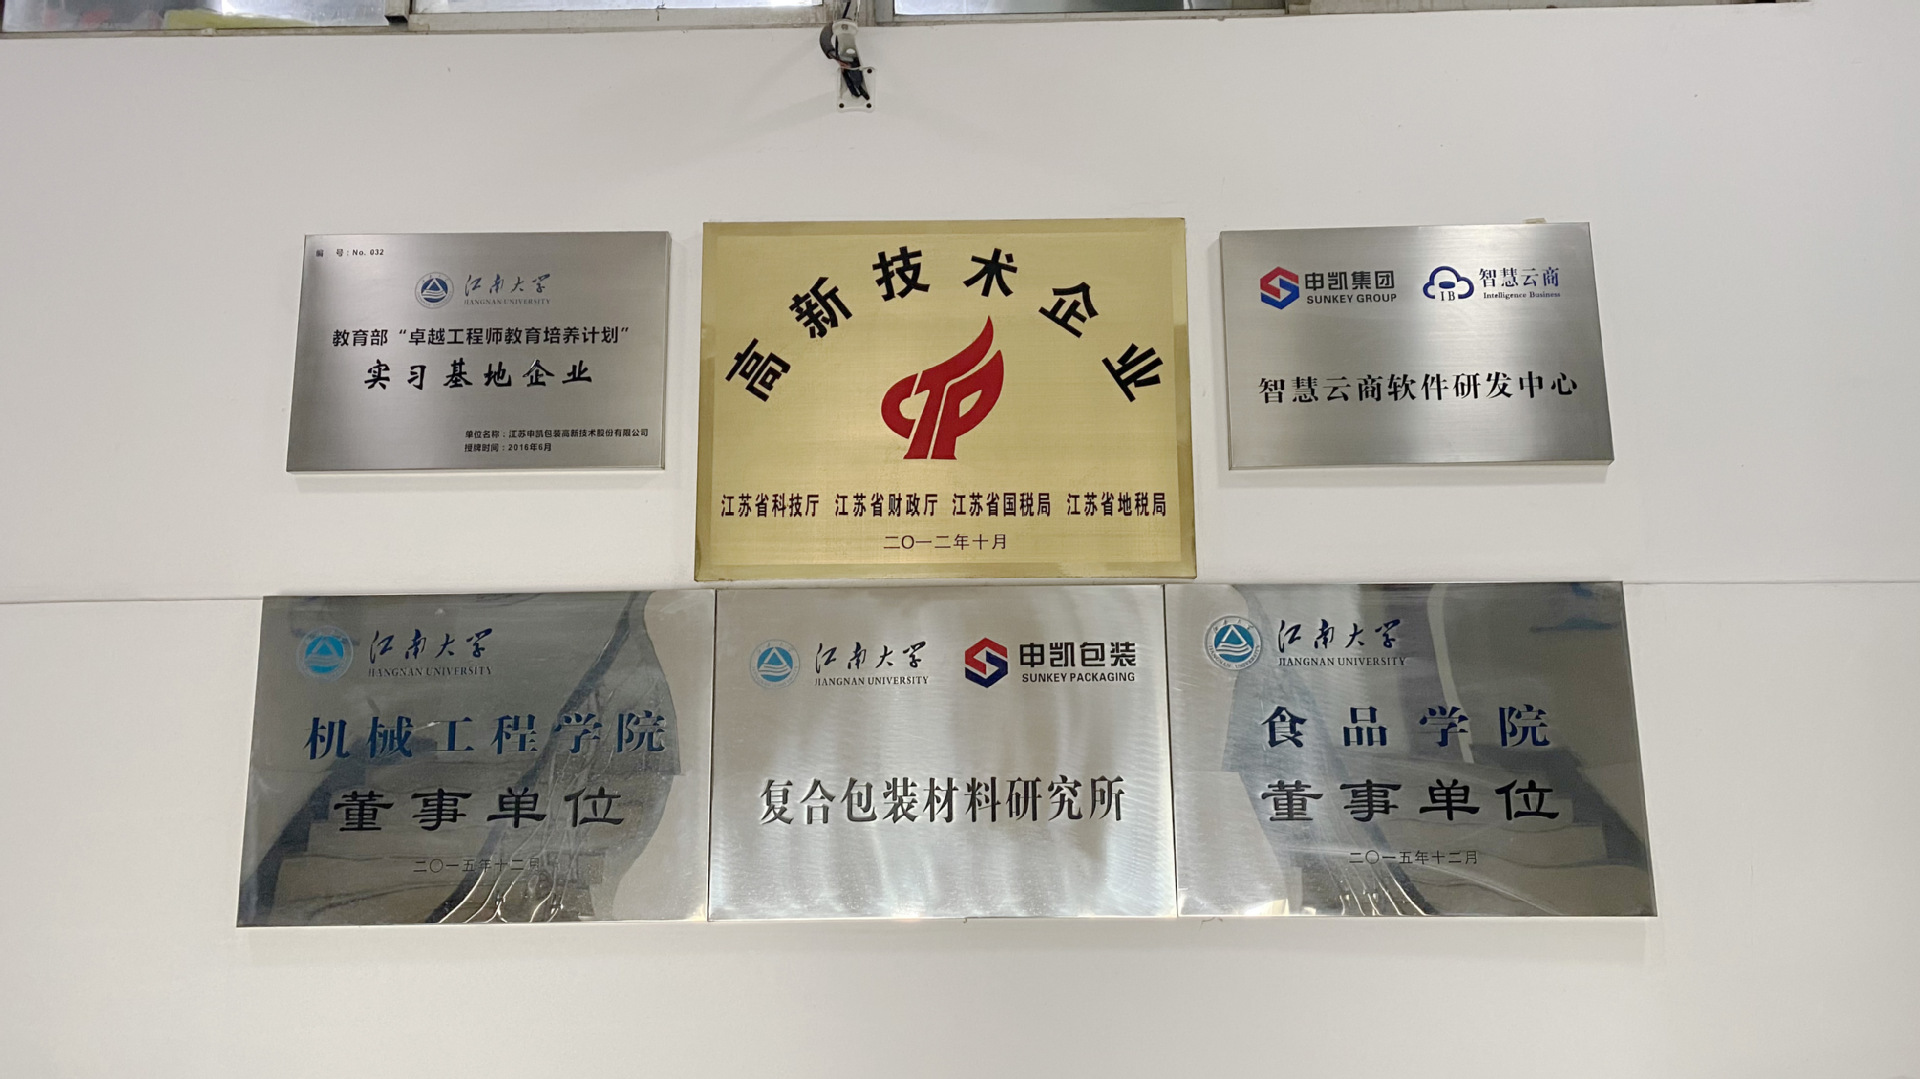 编 号:No. 032
江南大学
JIANGNAN UNIVERSITY
教育部“卓越工程师教育培养计划”
实习基地企业
单位名称：江苏申凯包装高新技术股份有限公司
授牌时间：2016年6月
高新技术企业
江苏省科技厅 江苏省财政厅 江苏省国税局 江苏省地税局
二〇一二年十月
申凯集团
SUNKEY GROUP
IB
智慧云商
Intelligence Business
智慧云商软件研发中心
江南大学
JIANGNAN UNIVERSITY
机械工程学院
董事单位
二〇一五年十二月
江南大学
JIANGNAN UNIVERSITY
申凯包装
SUNKEY PACKAGING
复合包装材料研究所
江南大学
JIANGNAN UNIVERSITY
食品学院
董事单位
二〇一五年十二月